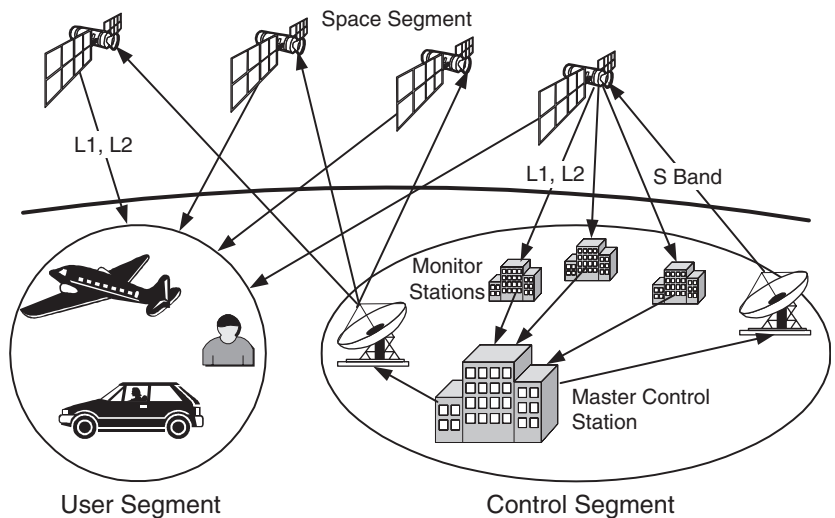 Space Segment
L1, L2
L1, L2
S Band
Monitor
Stations
Master Control
Station
User Segment
Control Segment